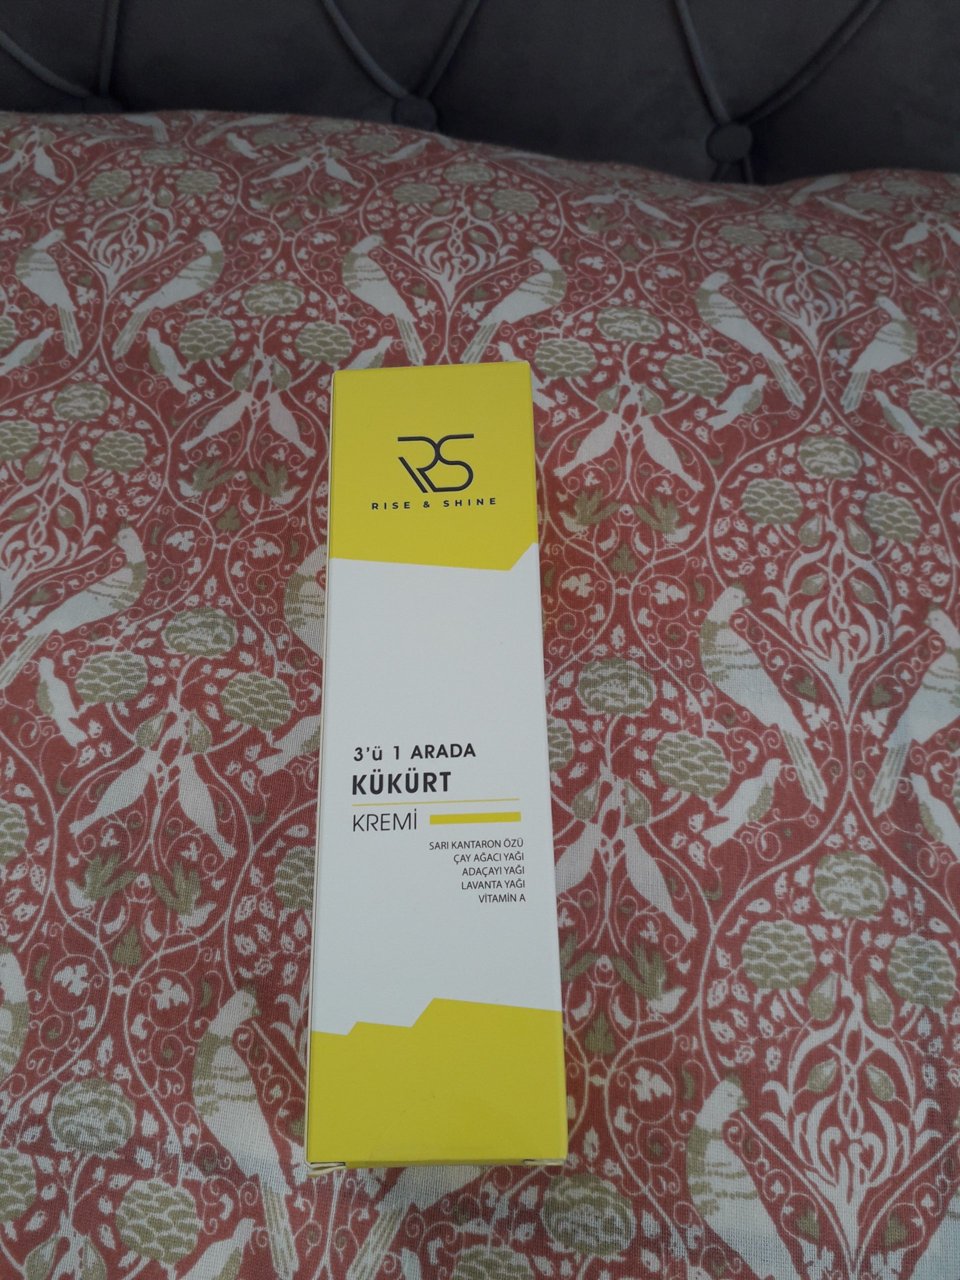 RS
RISE & SHINE
3'ü 1 ARADA
KÜKÜRT
KREMİ
SARI KANTARON ÖZÜ
ÇAY AĞACI YAĞI
ADAÇAYI YAĞI
LAVANTA YAĞI
VİTAMİN A